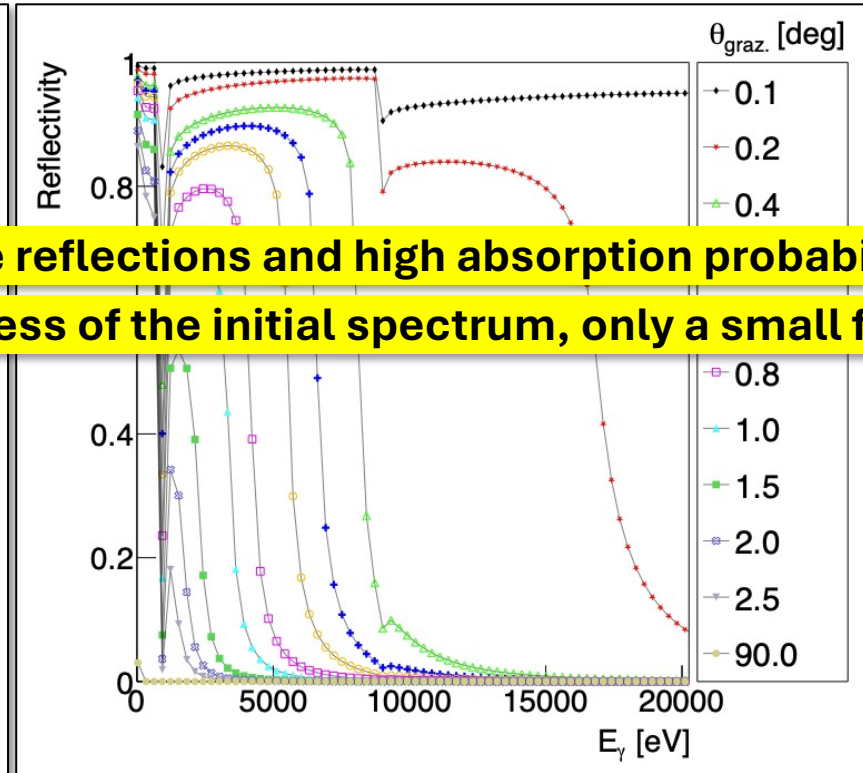 θgraz. [deg]
Reflectivity
1
0.8
0.4
0.2
0
0 5000 10000 15000 20000
Eγ [eV]
0.1
0.2
0.4
reflections and high absorption
of the initial spectrum, only a small
0.8
1.0
1.5
2.0
2.5
90.0